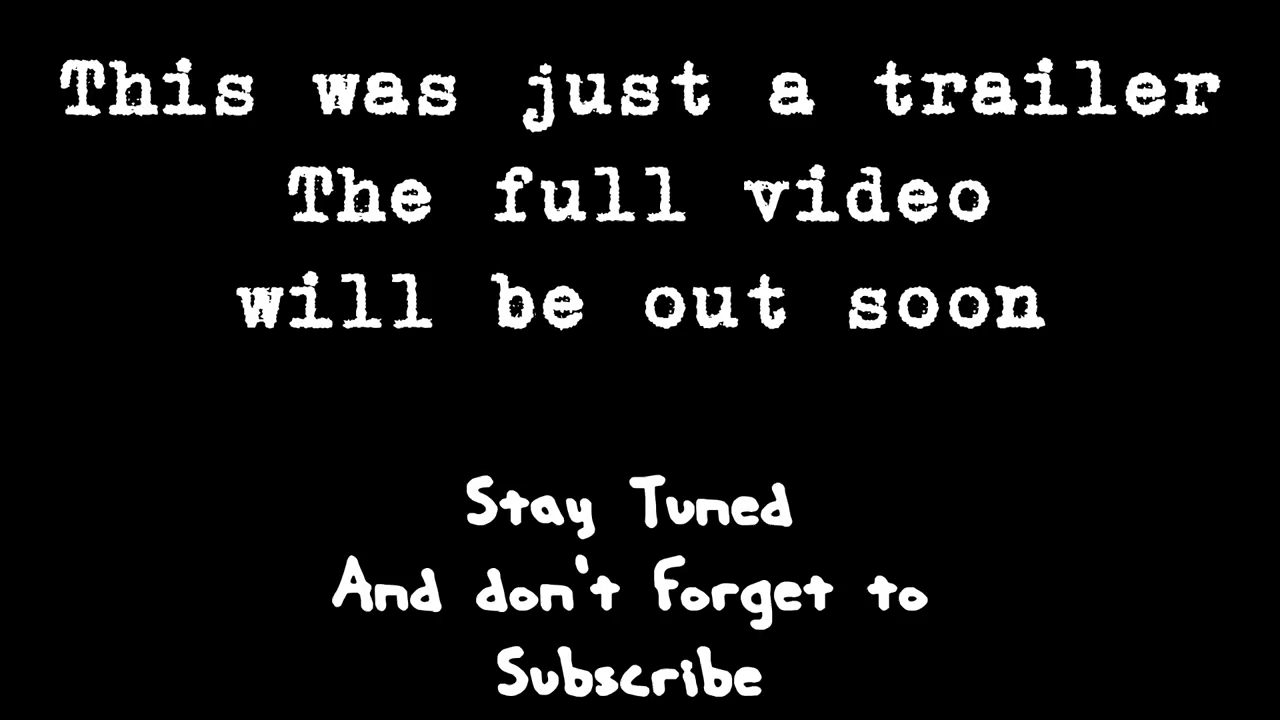 This was just a trailer
The full video
will be out soon
Stay Tuned
And don't forget to
Subscribe